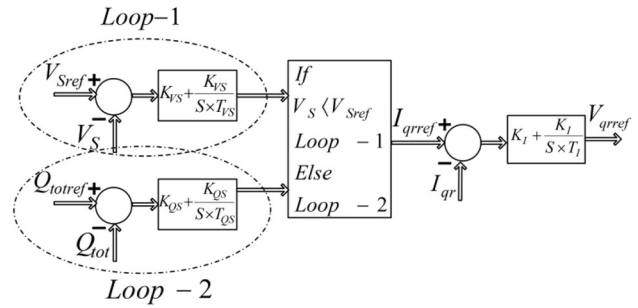 Loop-1
V_Sref +
−
V_S
K_VS + K_VS / S×T_VS
Q_totref +
−
Q_tot
K_QS + K_QS / S×T_QS
Loop - 2
If
V_S ⟨ V_Sref
Loop - 1
Else
Loop - 2
I_qrref +
−
I_qr
K_I + K_I / S×T_I
V_qrref